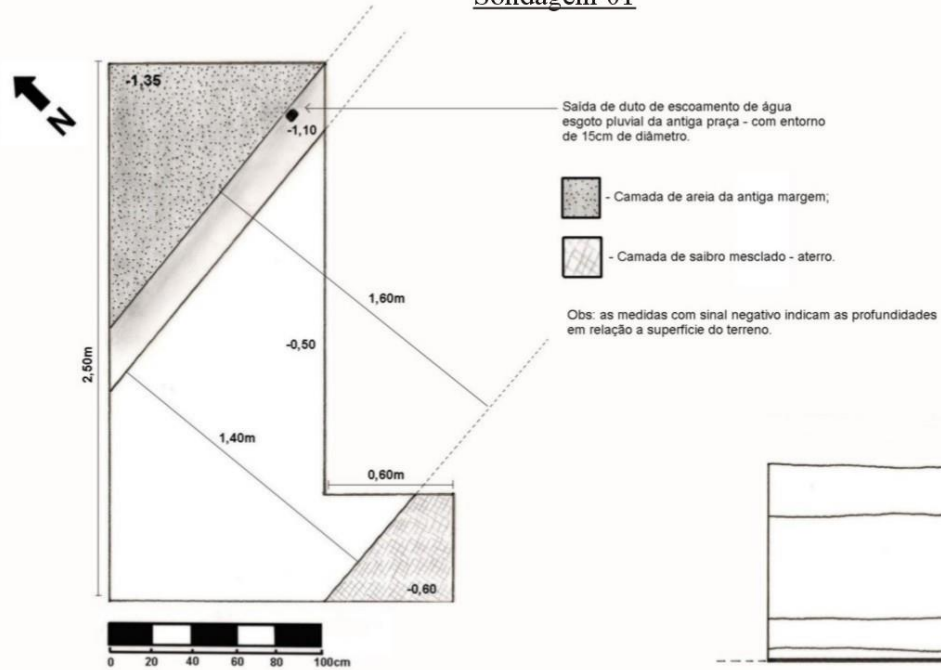 Sondagem 01
-1,35
N
-1,10
Saída de duto de escoamento de água
esgoto pluvial da antiga praça - com entorno
de 15cm de diâmetro.
- Camada de areia da antiga margem;
- Camada de saibro mesclado - aterro.
1,60m
Obs: as medidas com sinal negativo indicam as profundidades
em relação a superfície do terreno.
-0,50
2,50m
1,40m
0,60m
-0,60
0 20 40 60 80 100cm